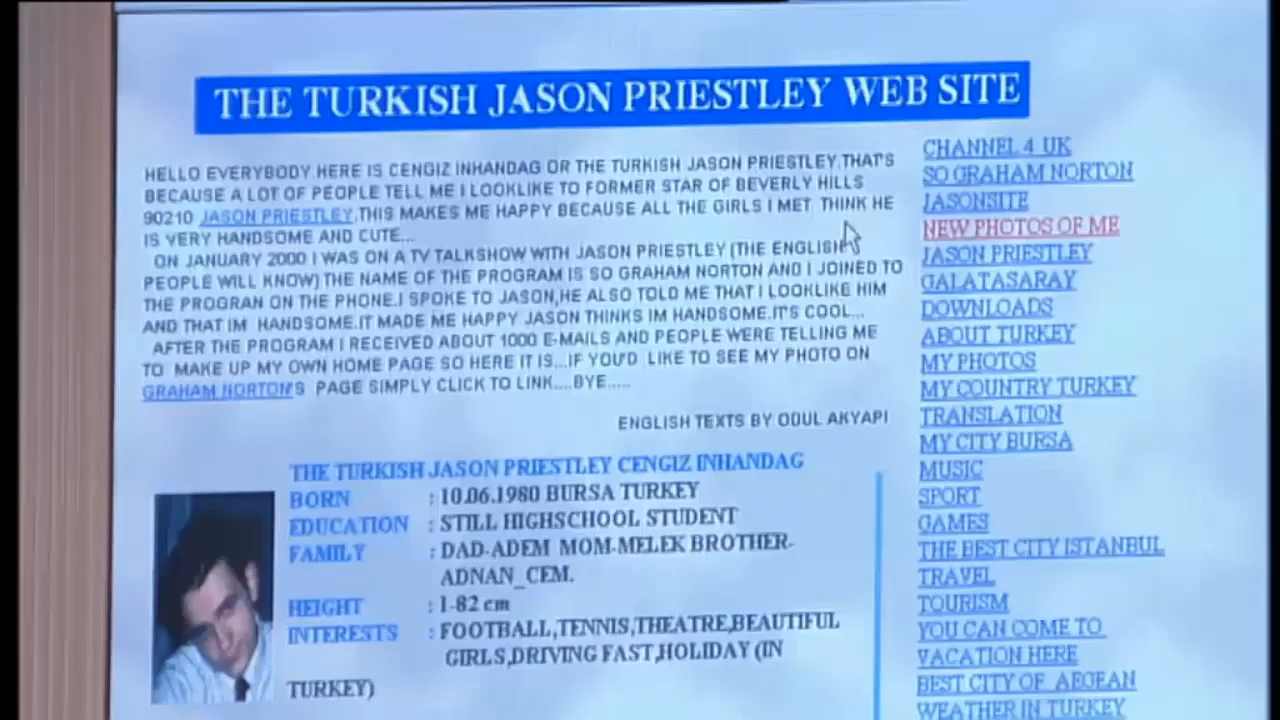 THE TURKISH JASON PRIESTLEY WEB SITE
HELLO EVERYBODY.HERE IS CENGIZ INHANDAG OR THE TURKISH JASON PRIESTLEY.THAT'S
BECAUSE A LOT OF PEOPLE TELL ME I LOOKLIKE TO FORMER STAR OF BEVERLY HILLS
90210 JASON PRIESTLEY.THIS MAKES ME HAPPY BECAUSE ALL THE GIRLS I MET THINK HE
IS VERY HANDSOME AND CUTE...
ON JANUARY 2000 I WAS ON A TV TALKSHOW WITH JASON PRIESTLEY (THE ENGLISH'S
PEOPLE WILL KNOW) THE NAME OF THE PROGRAM IS SO GRAHAM NORTON AND I JOINED TO
THE PROGRAN ON THE PHONE.I SPOKE TO JASON,HE ALSO TOLD ME THAT I LOOKLIKE HIM
AND THAT IM HANDSOME.IT MADE ME HAPPY JASON THINKS IM HANDSOME.IT'S COOL...
AFTER THE PROGRAM I RECEIVED ABOUT 1000 E-MAILS AND PEOPLE WERE TELLING ME
TO MAKE UP MY OWN HOME PAGE SO HERE IT IS...IF YOU'D LIKE TO SEE MY PHOTO ON
GRAHAM NORTON'S PAGE SIMPLY CLICK TO LINK....BYE.....
ENGLISH TEXTS BY ODUL AKYAPI
THE TURKISH JASON PRIESTLEY CENGIZ INHANDAG
BORN : 10.06.1980 BURSA TURKEY
EDUCATION : STILL HIGHSCHOOL STUDENT
FAMILY : DAD-ADEM MOM-MELEK BROTHER-
ADNAN_CEM.
HEIGHT : 1-82 cm
INTERESTS : FOOTBALL,TENNIS,THEATRE,BEAUTIFUL
GIRLS,DRIVING FAST,HOLIDAY (IN
TURKEY)
CHANNEL 4 UK
SO GRAHAM NORTON
JASONSITE
NEW PHOTOS OF ME
JASON PRIESTLEY
GALATASARAY
DOWNLOADS
ABOUT TURKEY
MY PHOTOS
MY COUNTRY TURKEY
TRANSLATION
MY CITY BURSA
MUSIC
SPORT
GAMES
THE BEST CITY ISTANBUL
TRAVEL
TOURISM
YOU CAN COME TO
VACATION HERE
BEST CITY OF AEGEAN
WEATHER IN TURKEY